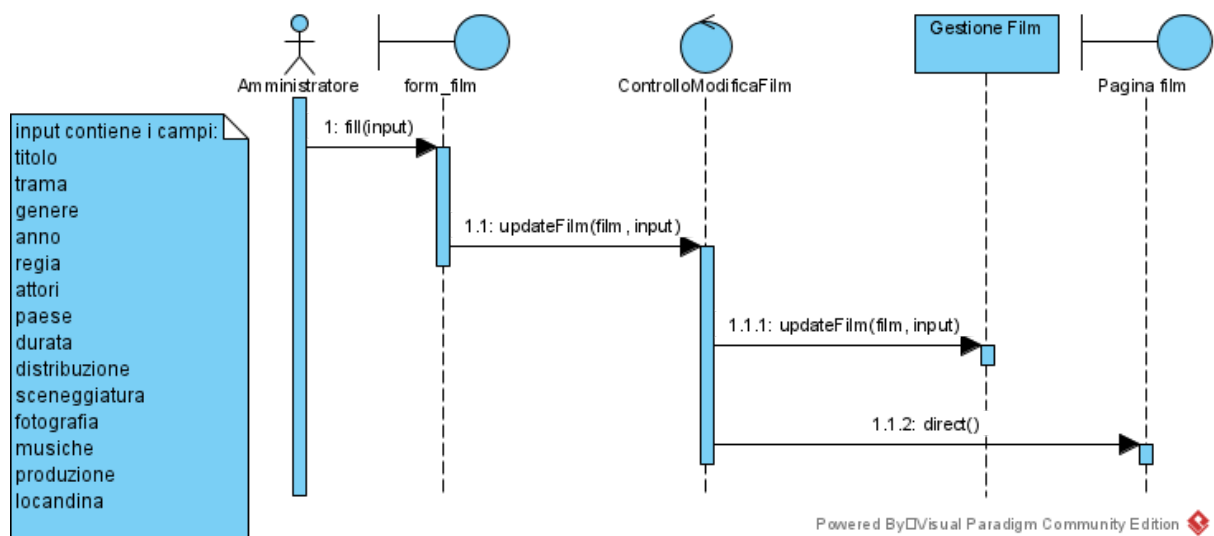 Gestione Film
Amministratore
form_film
ControlloModificaFilm
Pagina film
input contiene i campi:
titolo
trama
genere
anno
regia
attori
paese
durata
distribuzione
sceneggiatura
fotografia
musiche
produzione
locandina
1: fill(input)
1.1: updateFilm(film, input)
1.1.1: updateFilm(film, input)
1.1.2: direct()
Powered By□Visual Paradigm Community Edition